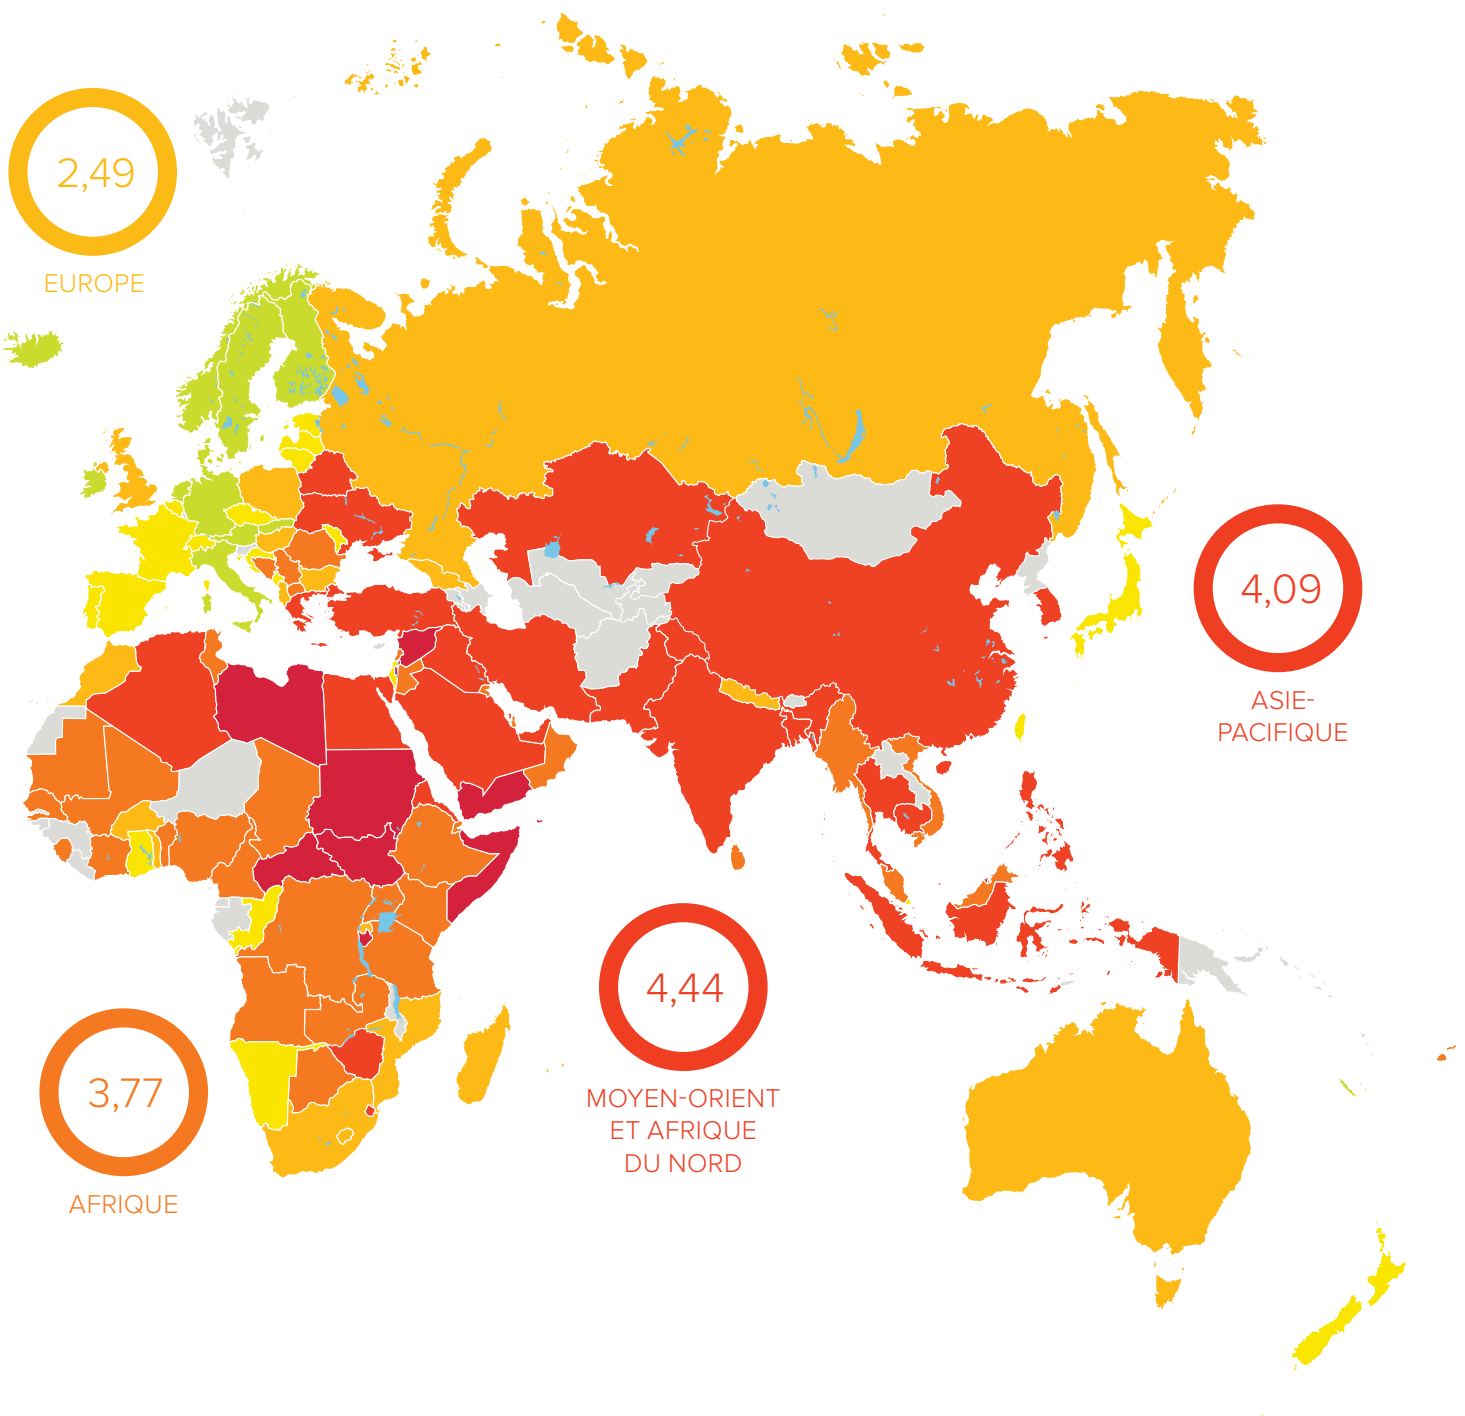 2,49
EUROPE
4,09
ASIE-
PACIFIQUE
4,44
MOYEN-ORIENT
ET AFRIQUE
DU NORD
3,77
AFRIQUE